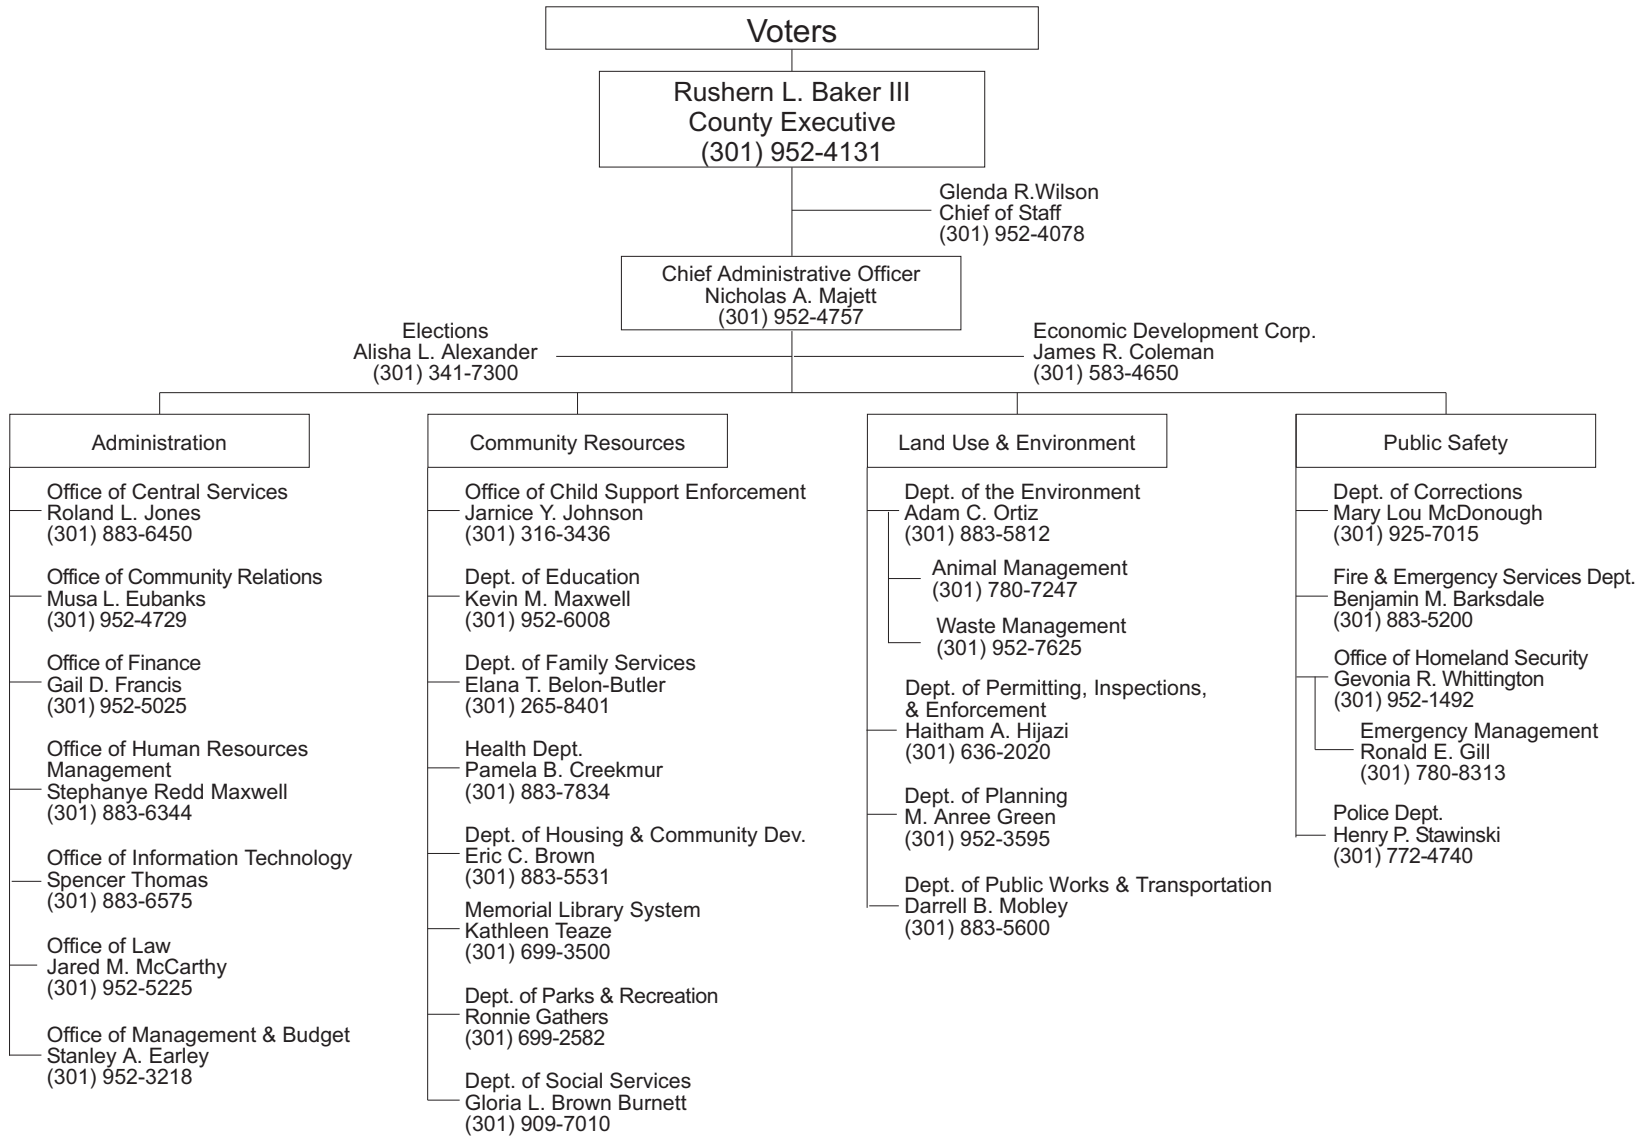 Voters
Rushern L. Baker III
County Executive
(301) 952-4131
Glenda R.Wilson
Chief of Staff
(301) 952-4078
Chief Administrative Officer
Nicholas A. Majett
(301) 952-4757
Elections
Alisha L. Alexander
(301) 341-7300
Economic Development Corp.
James R. Coleman
(301) 583-4650
Administration
Office of Central Services
Roland L. Jones
(301) 883-6450
Office of Community Relations
Musa L. Eubanks
(301) 952-4729
Office of Finance
Gail D. Francis
(301) 952-5025
Office of Human Resources
Management
Stephanye Redd Maxwell
(301) 883-6344
Office of Information Technology
Spencer Thomas
(301) 883-6575
Office of Law
Jared M. McCarthy
(301) 952-5225
Office of Management & Budget
Stanley A. Earley
(301) 952-3218
Community Resources
Office of Child Support Enforcement
Jarnice Y. Johnson
(301) 316-3436
Dept. of Education
Kevin M. Maxwell
(301) 952-6008
Dept. of Family Services
Elana T. Belon-Butler
(301) 265-8401
Health Dept.
Pamela B. Creekmur
(301) 883-7834
Dept. of Housing & Community Dev.
Eric C. Brown
(301) 883-5531
Memorial Library System
Kathleen Teaze
(301) 699-3500
Dept. of Parks & Recreation
Ronnie Gathers
(301) 699-2582
Dept. of Social Services
Gloria L. Brown Burnett
(301) 909-7010
Land Use & Environment
Dept. of the Environment
Adam C. Ortiz
(301) 883-5812
Animal Management
(301) 780-7247
Waste Management
(301) 952-7625
Dept. of Permitting, Inspections,
& Enforcement
Haitham A. Hijazi
(301) 636-2020
Dept. of Planning
M. Anree Green
(301) 952-3595
Dept. of Public Works & Transportation
Darrell B. Mobley
(301) 883-5600
Public Safety
Dept. of Corrections
Mary Lou McDonough
(301) 925-7015
Fire & Emergency Services Dept.
Benjamin M. Barksdale
(301) 883-5200
Office of Homeland Security
Gevonia R. Whittington
(301) 952-1492
Emergency Management
Ronald E. Gill
(301) 780-8313
Police Dept.
Henry P. Stawinski
(301) 772-4740